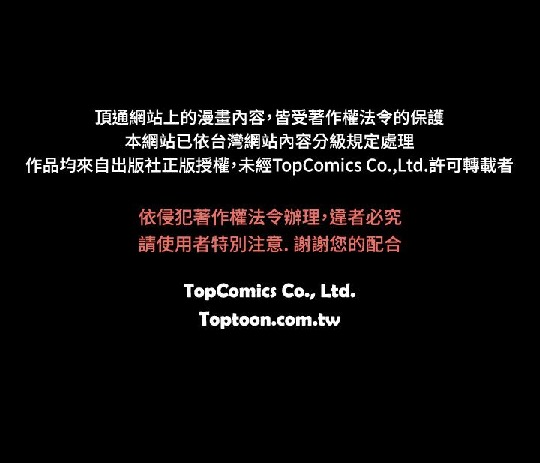 頂通網站上的漫畫內容,皆受著作權法令的保護
本網站已依台灣網站內容分級規定處理
作品均來自出版社正版授權,未經TopComics Co.,Ltd.許可轉載者
依侵犯著作權法令辦理,違者必究
請使用者特別注意. 謝謝您的配合
TopComics Co., Ltd.
Toptoon.com.tw